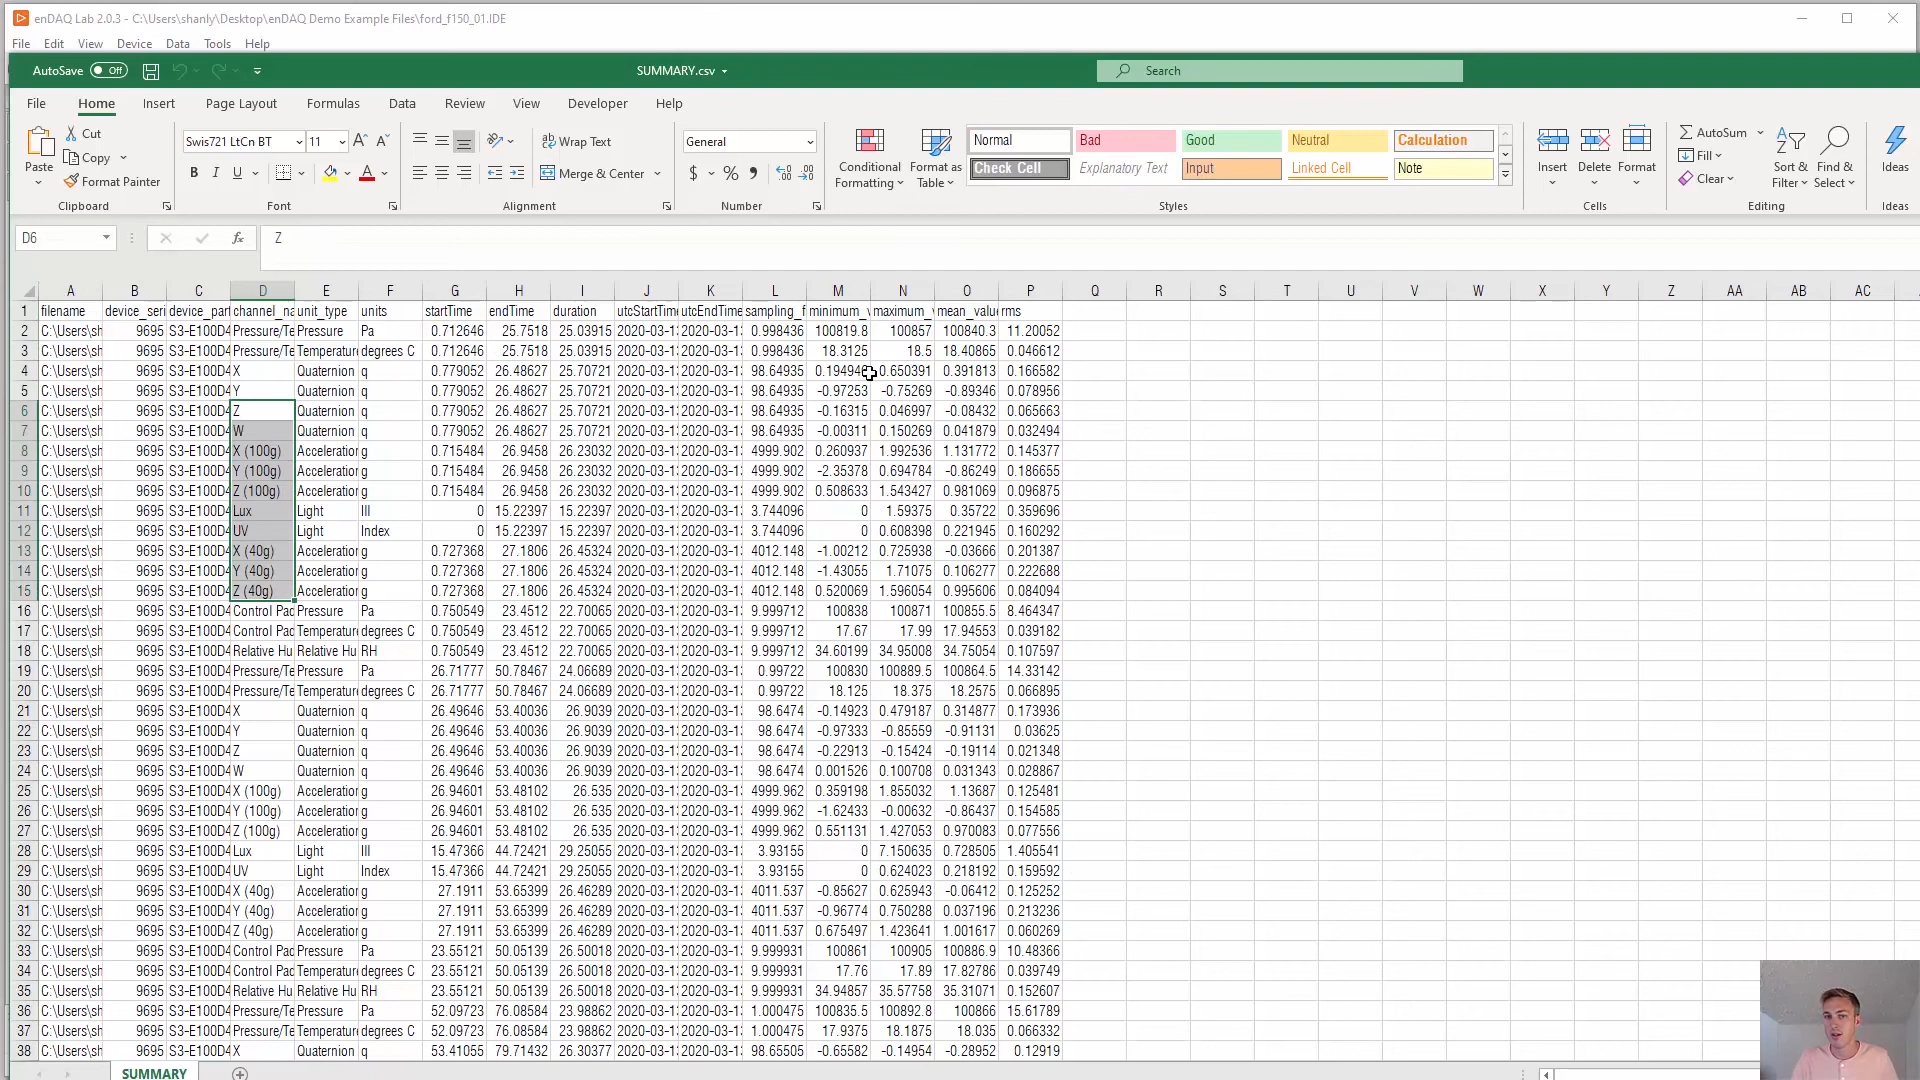 enDAQ Lab 2.0.3 - C:\Users\shanly\Desktop\enDAQ Demo Example Files\ford_f150_01.IDE
File Edit View Device Data Tools Help
AutoSave Off SUMMARY.csv Search
File Home Insert Page Layout Formulas Data Review View Developer Help
Paste Cut Copy Format Painter Clipboard
Swis721 LtCn BT 11 B I U Font
Wrap Text Merge & Center Alignment
General $ % Number
Conditional Formatting Format as Table
Normal Bad Good Neutral Calculation
Check Cell Explanatory Text Input Linked Cell Note
Styles
Insert Delete Format Cells
AutoSum Fill Clear Sort & Filter Find & Select Editing
Ideas Ideas
D6 fx Z
A B C D E F G H I J K L M N O P Q R S T U V W X Y Z AA AB AC
1 filename device_seri device_par channel_na unit_type units startTime endTime duration utcStartTime utcEndTime sampling_f minimum_v maximum_v mean_value rms
2 C:\Users\sh 9695 S3-E100D4 Pressure/Te Pressure Pa 0.712646 25.7518 25.03915 2020-03-1 2020-03-1 0.998436 100819.8 100857 100840.3 11.20052
3 C:\Users\sh 9695 S3-E100D4 Pressure/Te Temperature degrees C 0.712646 25.7518 25.03915 2020-03-1 2020-03-1 0.998436 18.3125 18.5 18.40865 0.046612
4 C:\Users\sh 9695 S3-E100D4 X Quaternion q 0.779052 26.48627 25.70721 2020-03-1 2020-03-1 98.64935 0.19494 0.650391 0.391813 0.166582
5 C:\Users\sh 9695 S3-E100D4 Y Quaternion q 0.779052 26.48627 25.70721 2020-03-1 2020-03-1 98.64935 -0.97253 -0.75269 -0.89346 0.078956
6 C:\Users\sh 9695 S3-E100D4 Z Quaternion q 0.779052 26.48627 25.70721 2020-03-1 2020-03-1 98.64935 -0.16315 0.046997 -0.08432 0.065663
7 C:\Users\sh 9695 S3-E100D4 W Quaternion q 0.779052 26.48627 25.70721 2020-03-1 2020-03-1 98.64935 -0.00311 0.150269 0.041879 0.032494
8 C:\Users\sh 9695 S3-E100D4 X (100g) Acceleration g 0.715484 26.9458 26.23032 2020-03-1 2020-03-1 4999.902 0.260937 1.992536 1.131772 0.145377
9 C:\Users\sh 9695 S3-E100D4 Y (100g) Acceleration g 0.715484 26.9458 26.23032 2020-03-1 2020-03-1 4999.902 -2.35378 0.694784 -0.86249 0.186655
10 C:\Users\sh 9695 S3-E100D4 Z (100g) Acceleration g 0.715484 26.9458 26.23032 2020-03-1 2020-03-1 4999.902 0.508633 1.543427 0.981069 0.096875
11 C:\Users\sh 9695 S3-E100D4 Lux Light Ill 0 15.22397 15.22397 2020-03-1 2020-03-1 3.744096 0 1.59375 0.35722 0.359696
12 C:\Users\sh 9695 S3-E100D4 UV Light Index 0 15.22397 15.22397 2020-03-1 2020-03-1 3.744096 0 0.608398 0.221945 0.160292
13 C:\Users\sh 9695 S3-E100D4 X (40g) Acceleration g 0.727368 27.1806 26.45324 2020-03-1 2020-03-1 4012.148 -1.00212 0.725938 -0.03666 0.201387
14 C:\Users\sh 9695 S3-E100D4 Y (40g) Acceleration g 0.727368 27.1806 26.45324 2020-03-1 2020-03-1 4012.148 -1.43055 1.71075 0.106277 0.222688
15 C:\Users\sh 9695 S3-E100D4 Z (40g) Acceleration g 0.727368 27.1806 26.45324 2020-03-1 2020-03-1 4012.148 0.520069 1.596054 0.995606 0.084094
16 C:\Users\sh 9695 S3-E100D4 Control Pad Pressure Pa 0.750549 23.4512 22.70065 2020-03-1 2020-03-1 9.999712 100838 100871 100855.5 8.464347
17 C:\Users\sh 9695 S3-E100D4 Control Pad Temperature degrees C 0.750549 23.4512 22.70065 2020-03-1 2020-03-1 9.999712 17.67 17.99 17.94553 0.039182
18 C:\Users\sh 9695 S3-E100D4 Relative Hu Relative Hu RH 0.750549 23.4512 22.70065 2020-03-1 2020-03-1 9.999712 34.60199 34.95008 34.75054 0.107597
19 C:\Users\sh 9695 S3-E100D4 Pressure/Te Pressure Pa 26.71777 50.78467 24.06689 2020-03-1 2020-03-1 0.99722 100830 100889.5 100864.5 14.33142
20 C:\Users\sh 9695 S3-E100D4 Pressure/Te Temperature degrees C 26.71777 50.78467 24.06689 2020-03-1 2020-03-1 0.99722 18.125 18.375 18.2575 0.066895
21 C:\Users\sh 9695 S3-E100D4 X Quaternion q 26.49646 53.40036 26.9039 2020-03-1 2020-03-1 98.6474 -0.14923 0.479187 0.314877 0.173936
22 C:\Users\sh 9695 S3-E100D4 Y Quaternion q 26.49646 53.40036 26.9039 2020-03-1 2020-03-1 98.6474 -0.97333 -0.85559 -0.91131 0.03625
23 C:\Users\sh 9695 S3-E100D4 Z Quaternion q 26.49646 53.40036 26.9039 2020-03-1 2020-03-1 98.6474 -0.22913 -0.15424 -0.19114 0.021348
24 C:\Users\sh 9695 S3-E100D4 W Quaternion q 26.49646 53.40036 26.9039 2020-03-1 2020-03-1 98.6474 0.001526 0.100708 0.031343 0.028867
25 C:\Users\sh 9695 S3-E100D4 X (100g) Acceleration g 26.94601 53.48102 26.535 2020-03-1 2020-03-1 4999.962 0.359198 1.855032 1.13687 0.125481
26 C:\Users\sh 9695 S3-E100D4 Y (100g) Acceleration g 26.94601 53.48102 26.535 2020-03-1 2020-03-1 4999.962 -1.62433 -0.00632 -0.86437 0.154585
27 C:\Users\sh 9695 S3-E100D4 Z (100g) Acceleration g 26.94601 53.48102 26.535 2020-03-1 2020-03-1 4999.962 0.551131 1.427053 0.970083 0.077556
28 C:\Users\sh 9695 S3-E100D4 Lux Light Ill 15.47366 44.72421 29.25055 2020-03-1 2020-03-1 3.93155 0 7.150635 0.728505 1.405541
29 C:\Users\sh 9695 S3-E100D4 UV Light Index 15.47366 44.72421 29.25055 2020-03-1 2020-03-1 3.93155 0 0.624023 0.218192 0.159592
30 C:\Users\sh 9695 S3-E100D4 X (40g) Acceleration g 27.1911 53.65399 26.46289 2020-03-1 2020-03-1 4011.537 -0.85627 0.625943 -0.06412 0.125252
31 C:\Users\sh 9695 S3-E100D4 Y (40g) Acceleration g 27.1911 53.65399 26.46289 2020-03-1 2020-03-1 4011.537 -0.96774 0.750288 0.037196 0.213236
32 C:\Users\sh 9695 S3-E100D4 Z (40g) Acceleration g 27.1911 53.65399 26.46289 2020-03-1 2020-03-1 4011.537 0.675497 1.423641 1.001617 0.060269
33 C:\Users\sh 9695 S3-E100D4 Control Pad Pressure Pa 23.55121 50.05139 26.50018 2020-03-1 2020-03-1 9.999931 100861 100905 100886.9 10.48366
34 C:\Users\sh 9695 S3-E100D4 Control Pad Temperature degrees C 23.55121 50.05139 26.50018 2020-03-1 2020-03-1 9.999931 17.76 17.89 17.82786 0.039749
35 C:\Users\sh 9695 S3-E100D4 Relative Hu Relative Hu RH 23.55121 50.05139 26.50018 2020-03-1 2020-03-1 9.999931 34.94857 35.57758 35.31071 0.152607
36 C:\Users\sh 9695 S3-E100D4 Pressure/Te Pressure Pa 52.09723 76.08584 23.98862 2020-03-1 2020-03-1 1.000475 100835.5 100892.8 100866 15.61789
37 C:\Users\sh 9695 S3-E100D4 Pressure/Te Temperature degrees C 52.09723 76.08584 23.98862 2020-03-1 2020-03-1 1.000475 17.9375 18.1875 18.035 0.066332
38 C:\Users\sh 9695 S3-E100D4 X Quaternion q 53.41055 79.71432 26.30377 2020-03-1 2020-03-1 98.65505 -0.65582 -0.14954 -0.28952 0.12919
SUMMARY